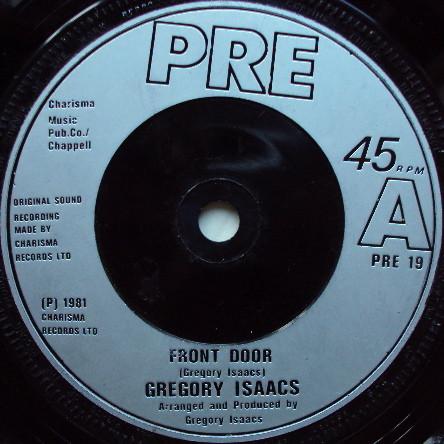 PRE
Charisma
Music
Pub.Co./
Chappell
45 RPM
A
ORIGINAL SOUND
RECORDING
MADE BY
CHARISMA
RECORDS LTD
PRE 19
(P) 1981
CHARISMA
RECORDS LTD
FRONT DOOR
(Gregory Isaacs)
GREGORY ISAACS
Arranged and Produced by
Gregory Isaacs